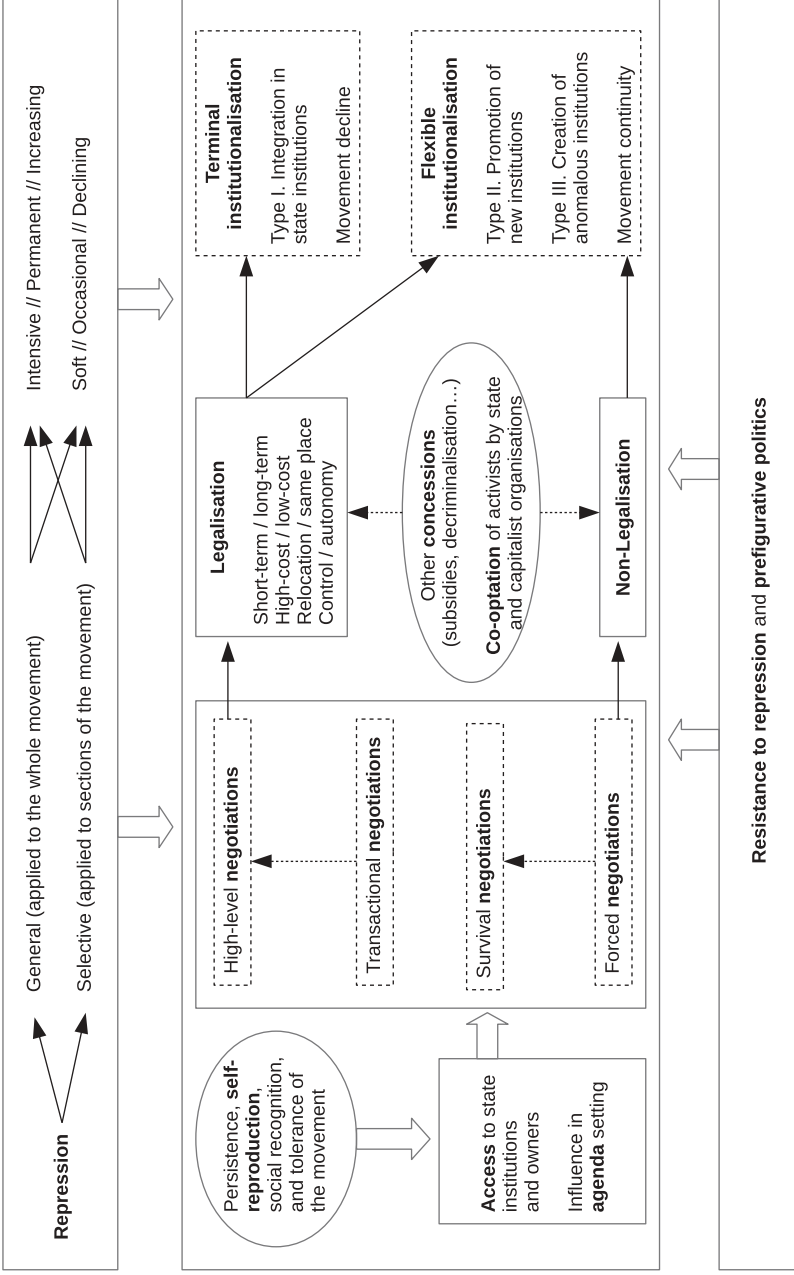 Repression
General (applied to the whole movement)
Selective (applied to sections of the movement)
Intensive // Permanent // Increasing
Soft // Occasional // Declining
Persistence, self-
reproduction,
social recognition,
and tolerance of
the movement
Access to state
institutions
and owners
Influence in
agenda setting
High-level negotiations
Transactional negotiations
Survival negotiations
Forced negotiations
Legalisation
Short-term / long-term
High-cost / low-cost
Relocation / same place
Control / autonomy
Other concessions
(subsidies, decriminalisation…)
Co-optation of activists by state
and capitalist organisations
Non-Legalisation
Terminal
institutionalisation
Type I. Integration in
state institutions
Movement decline
Flexible
institutionalisation
Type II. Promotion of
new institutions
Type III. Creation of
anomalous institutions
Movement continuity
Resistance to repression and prefigurative politics